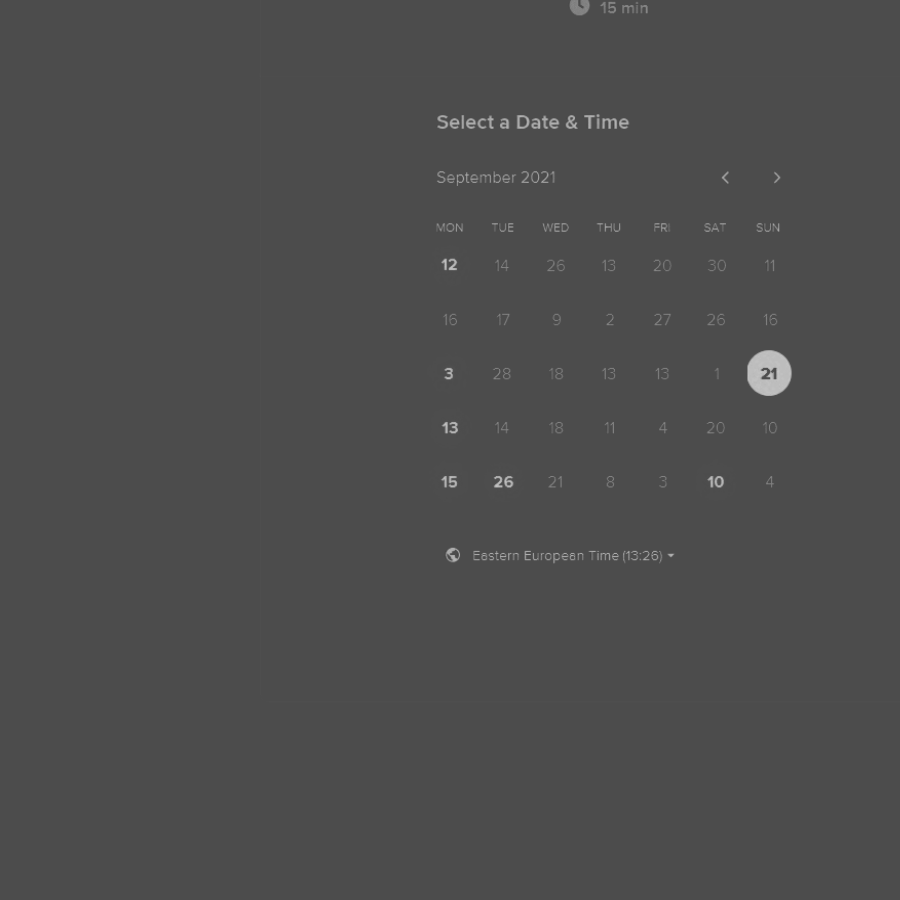 15 min
Select a Date & Time
September 2021
MON TUE WED THU FRI SAT SUN
12 14 26 13 20 30 11
16 17 9 2 27 26 16
3 28 18 13 13 1 21
13 14 18 11 4 20 10
15 26 21 8 3 10 4
Eastern European Time (13:26)